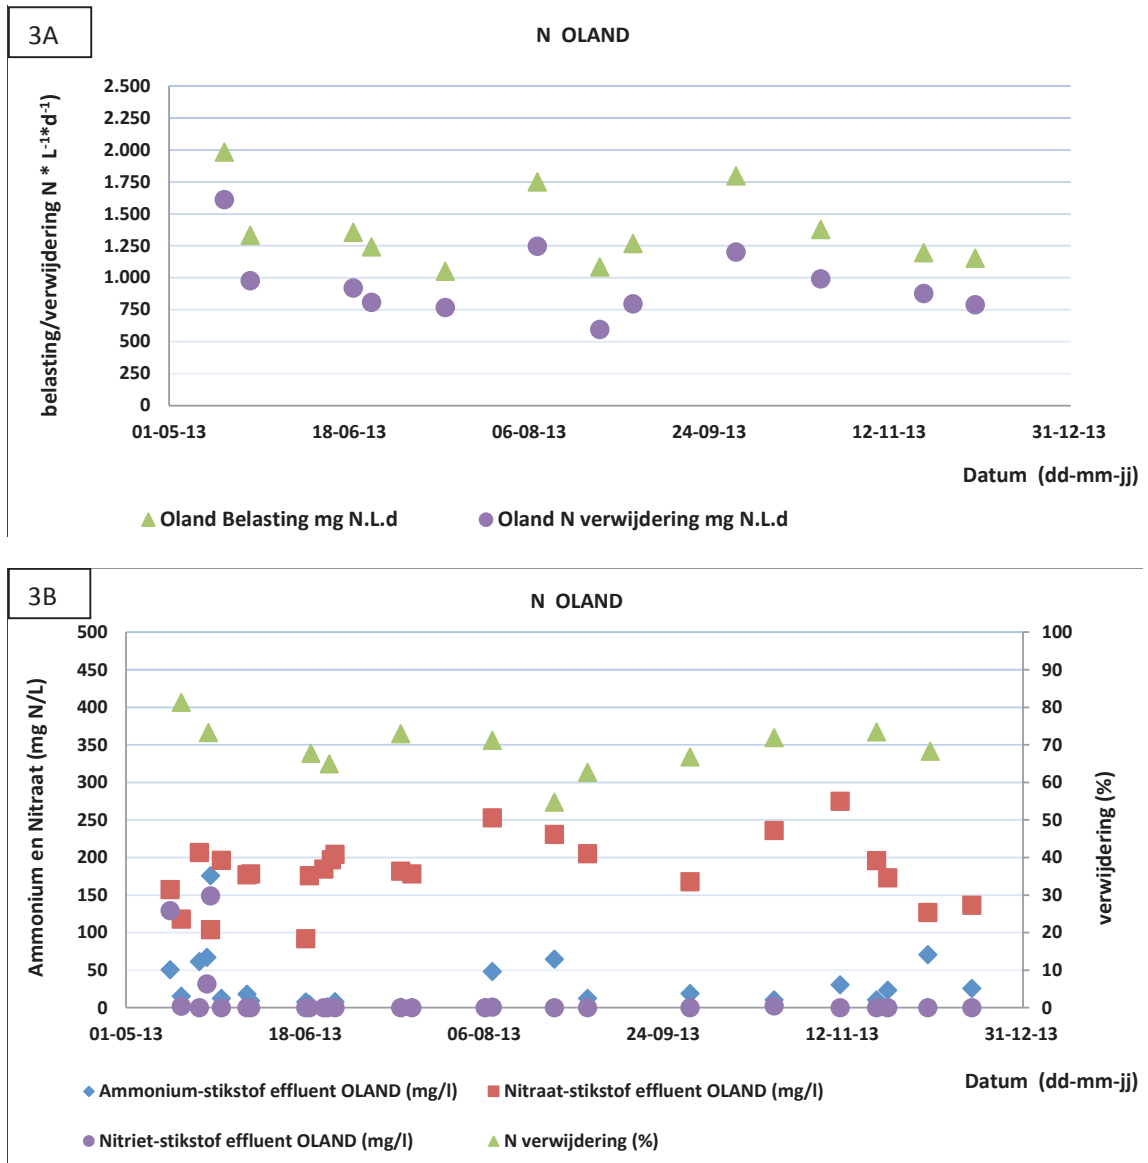 3A
N OLAND
belasting/verwijdering N * L-1*d-1)
2.500
2.250
2.000
1.750
1.500
1.250
1.000
750
500
250
0
01-05-13 18-06-13 06-08-13 24-09-13 12-11-13 31-12-13
Datum (dd-mm-jj)
Oland Belasting mg N.L.d Oland N verwijdering mg N.L.d
3B
N OLAND
Ammonium en Nitraat (mg N/L)
500 100
450 90
400 80
350 70
300 60
250 50
200 40
150 30
100 20
50 10
0 0
verwijdering (%)
01-05-13 18-06-13 06-08-13 24-09-13 12-11-13 31-12-13
Datum (dd-mm-jj)
Ammonium-stikstof effluent OLAND (mg/l) Nitraat-stikstof effluent OLAND (mg/l)
Nitriet-stikstof effluent OLAND (mg/l) N verwijdering (%)